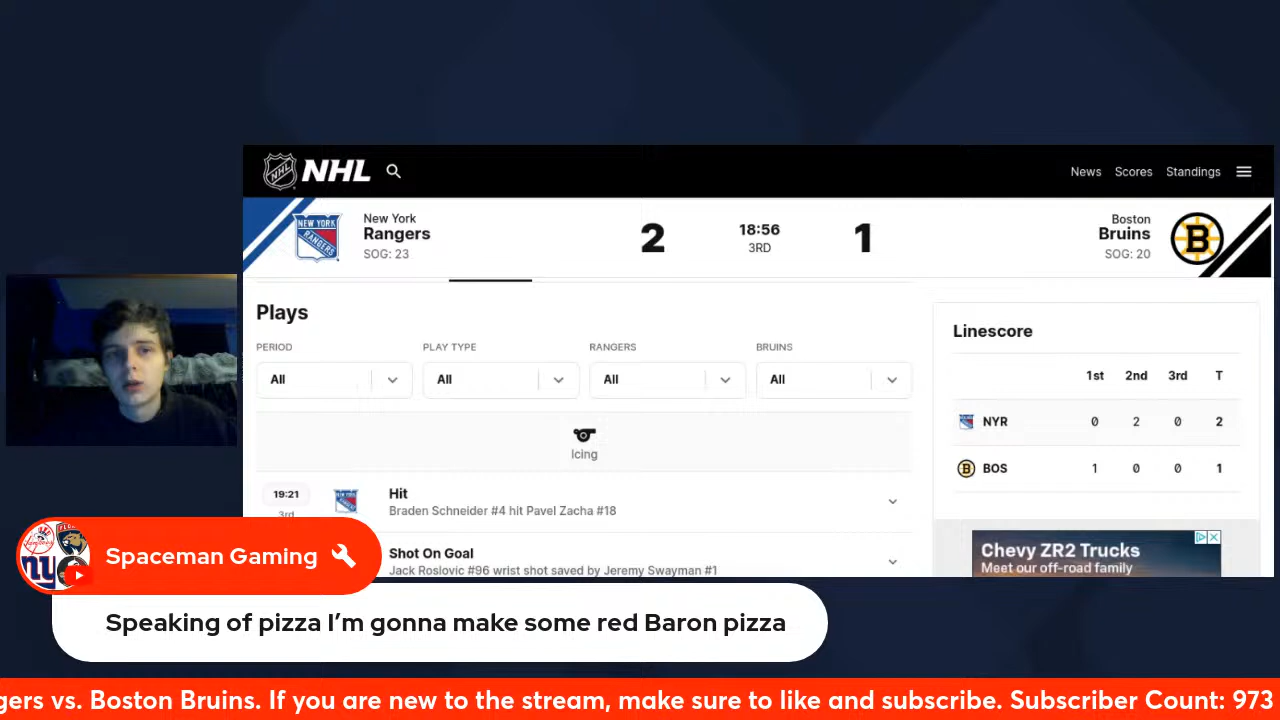 NHL
News Scores Standings
New York
Rangers
SOG: 23
2
18:56
3RD
1
Boston
Bruins
SOG: 20
NEW YORK
RANGERS
B
Plays
PERIOD
PLAY TYPE
RANGERS
BRUINS
All
All
All
All
Icing
19:21
3rd
Hit
Braden Schneider #4 hit Pavel Zacha #18
Shot On Goal
Jack Roslovic #96 wrist shot saved by Jeremy Swayman #1
Linescore
1st 2nd 3rd T
NYR 0 2 0 2
BOS 1 0 0 1
Chevy ZR2 Trucks
Meet our off-road family
Spaceman Gaming
Speaking of pizza I’m gonna make some red Baron pizza
gers vs. Boston Bruins. If you are new to the stream, make sure to like and subscribe. Subscriber Count: 973